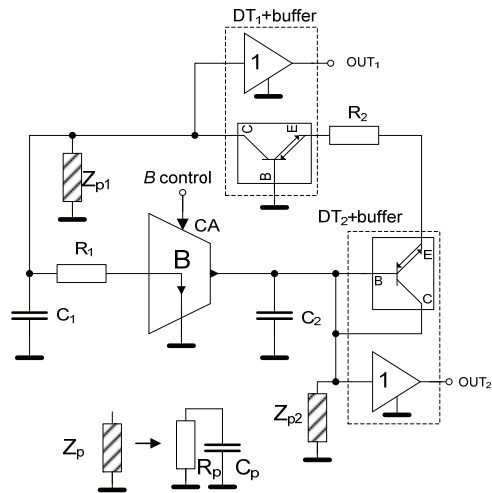 DT1+buffer
1
OUT1
C
E
B
R2
Zp1
B control
CA
DT2+buffer
R1
B
B
E
C
C1
C2
1
OUT2
Zp2
Zp
Rp
Cp